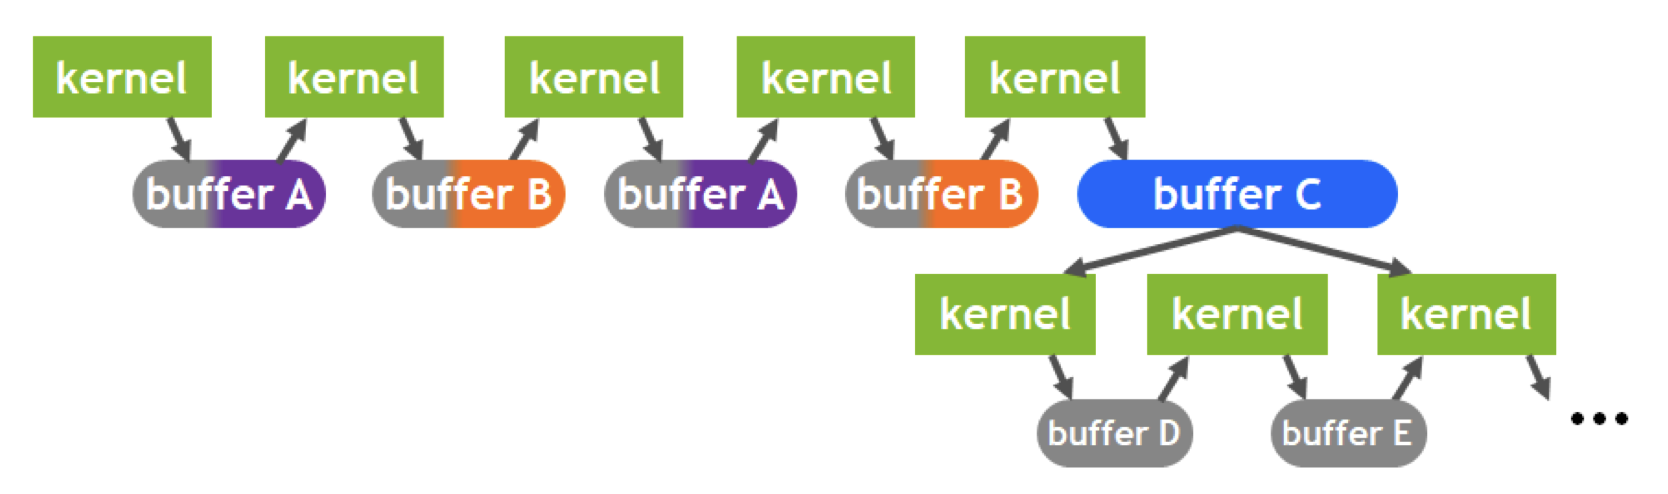 kernel kernel kernel kernel kernel
buffer A buffer B buffer A buffer B buffer C
kernel kernel kernel
buffer D buffer E ...